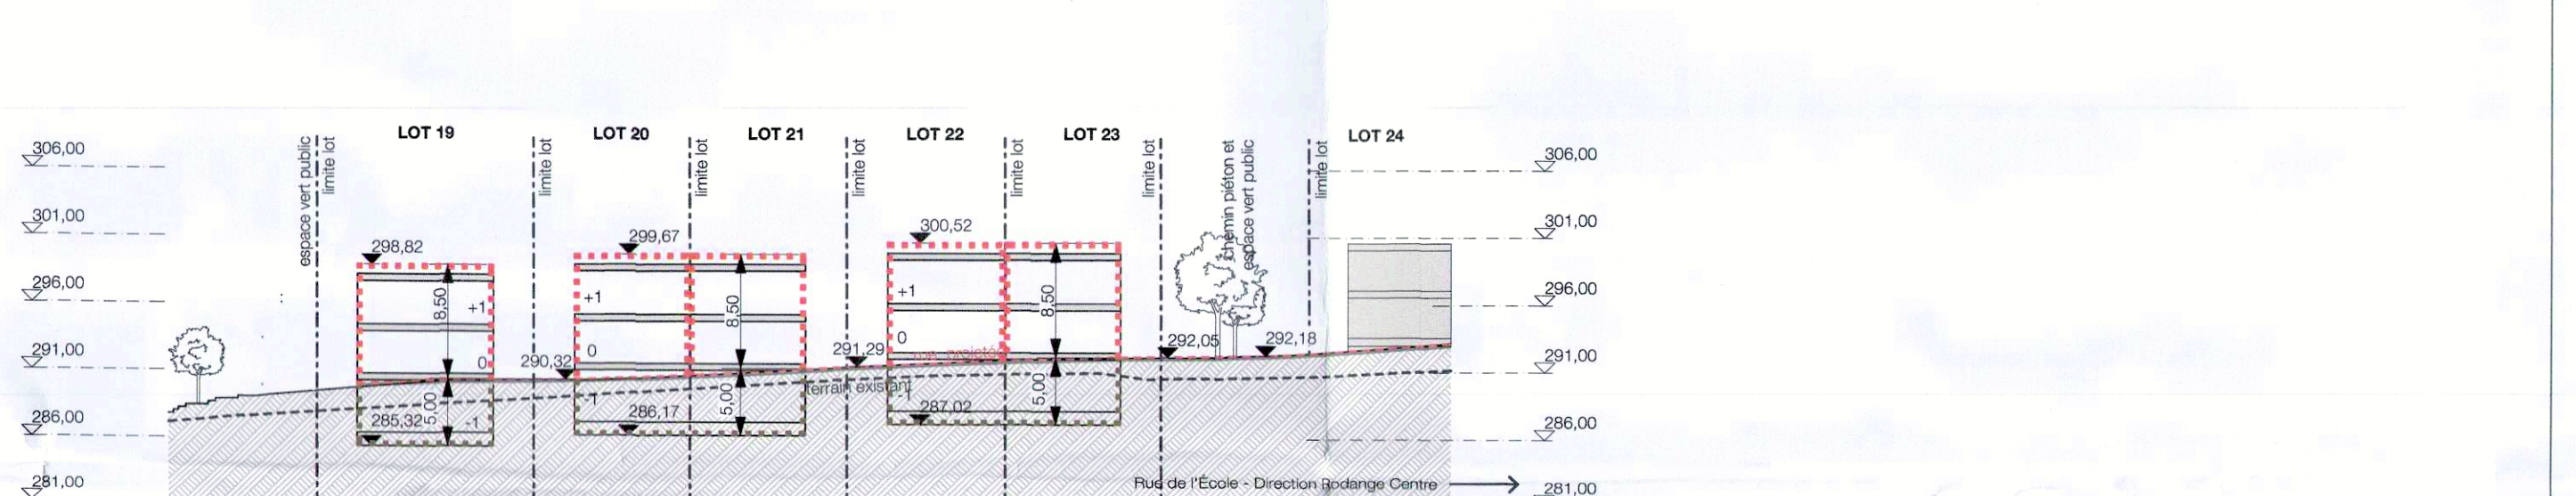 LOT 19
LOT 20
LOT 21
LOT 22
LOT 23
LOT 24
espace vert public
limite lot
limite lot
limite lot
limite lot
limite lot
limite lot
chemin piéton et
espace vert public
limite lot
306,00
306,00
301,00
301,00
300,52
299,67
298,82
296,00
296,00
8,50
+1
+1
8,50
+1
8,50
0
0
0
291,00
290,32
291,29
rue projetée
292,05
292,18
291,00
terrain existant
5,00
-1
5,00
-1
5,00
285,32
-1
286,17
287,02
286,00
286,00
281,00
Rue de l'École - Direction Rodange Centre
281,00